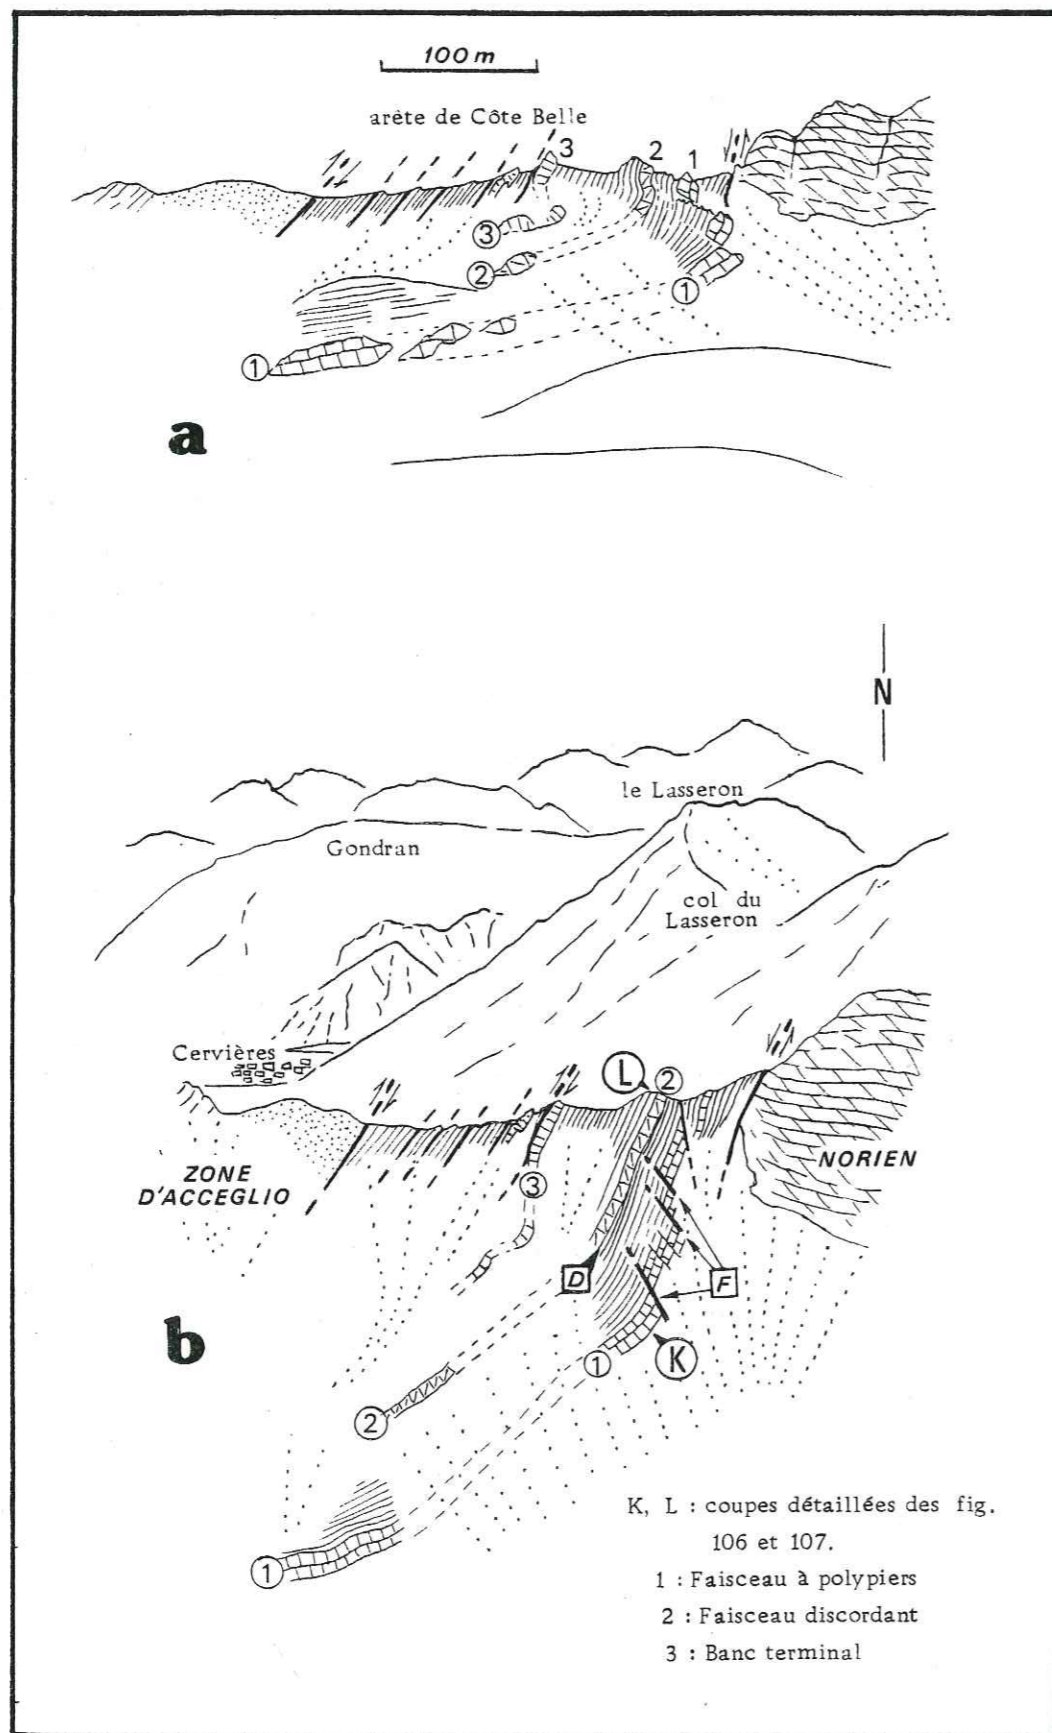 100 m
arète de Côte Belle
3
2
1
3
2
1
1
a
N
le Lasseron
Gondran
col du
Lasseron
Cervières
L
2
ZONE
D'ACCEGLIO
NORIEN
3
D
F
b
1
K
2
K, L : coupes détaillées des fig.
106 et 107.
1
1 : Faisceau à polypiers
2 : Faisceau discordant
3 : Banc terminal